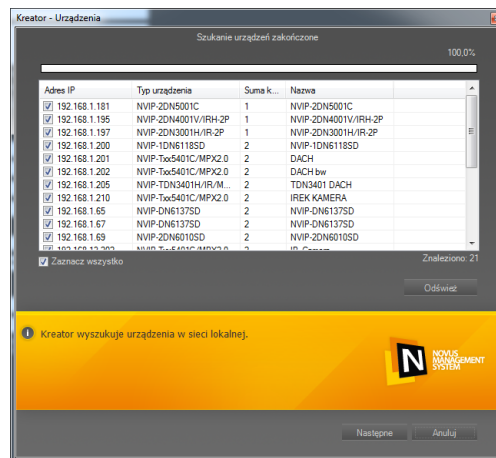 Kreator - Urządzenia
Szukanie urządzeń zakończone
100.0%
Adres IP Typ urządzenia Suma k... Nazwa
192.168.1.181 NVIP-2DN5001C 1 NVIP-2DN5001C
192.168.1.195 NVIP-2DN4001V/IRH-2P 1 NVIP-2DN4001V/IRH-2P
192.168.1.197 NVIP-2DN3001H/IR-2P 1 NVIP-2DN3001H/IR-2P
192.168.1.200 NVIP-1DN6118SD 2 NVIP-1DN6118SD
192.168.1.201 NVIP-Txx5401C/MPX2.0 2 DACH
192.168.1.202 NVIP-Txx5401C/MPX2.0 2 DACH bw
192.168.1.205 NVIP-TDN3401H/IR/M... 2 TDN3401 DACH
192.168.1.210 NVIP-Txx5401C/MPX2.0 2 IREK KAMERA
192.168.1.65 NVIP-DN6137SD 2 NVIP-DN6137SD
192.168.1.67 NVIP-DN6137SD 2 NVIP-DN6137SD
192.168.1.69 NVIP-2DN6010SD 2 NVIP-2DN6010SD
NVIP-Txx5401C/MPX2.0 2 IP Camera
Zaznacz wszystko Znaleziono: 21
Odśwież
Kreator wyszukuje urządzenia w sieci lokalnej.
N NOVUS
MANAGEMENT
SYSTEM
Następne Anuluj